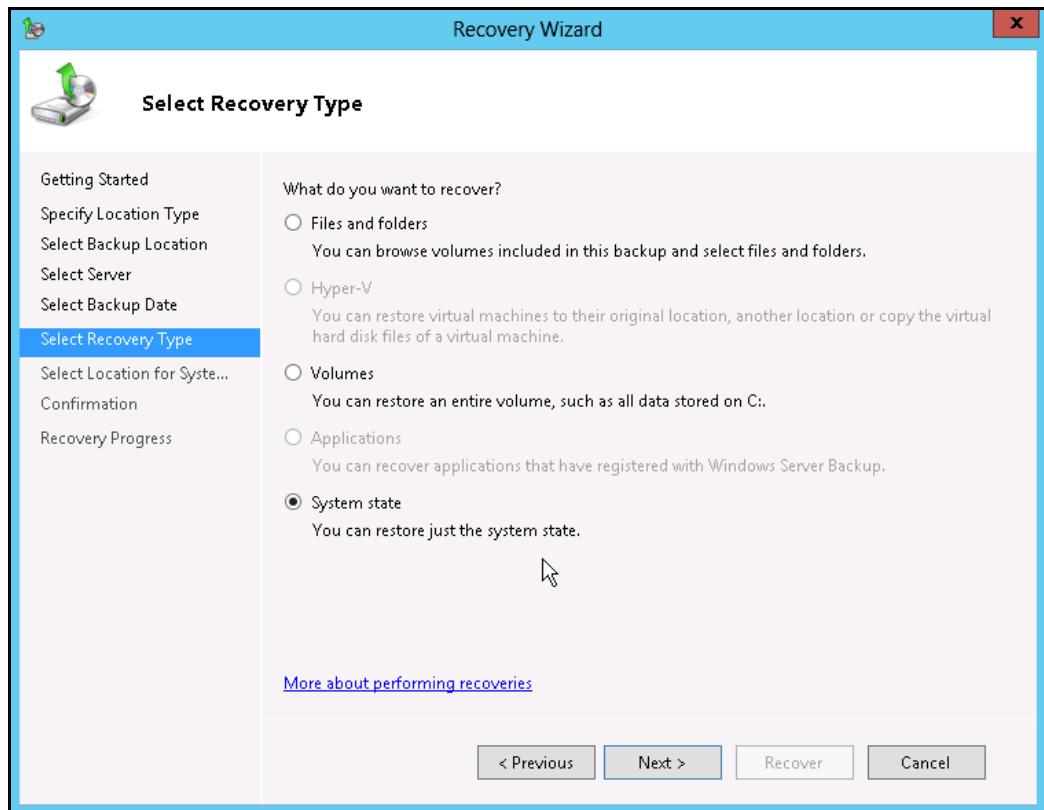 Recovery Wizard
x
Select Recovery Type
Getting Started
Specify Location Type
Select Backup Location
Select Server
Select Backup Date
Select Recovery Type
Select Location for Syste...
Confirmation
Recovery Progress
What do you want to recover?
Files and folders
You can browse volumes included in this backup and select files and folders.
Hyper-V
You can restore virtual machines to their original location, another location or copy the virtual
hard disk files of a virtual machine.
Volumes
You can restore an entire volume, such as all data stored on C:.
Applications
You can recover applications that have registered with Windows Server Backup.
System state
You can restore just the system state.
More about performing recoveries
< Previous
Next >
Recover
Cancel